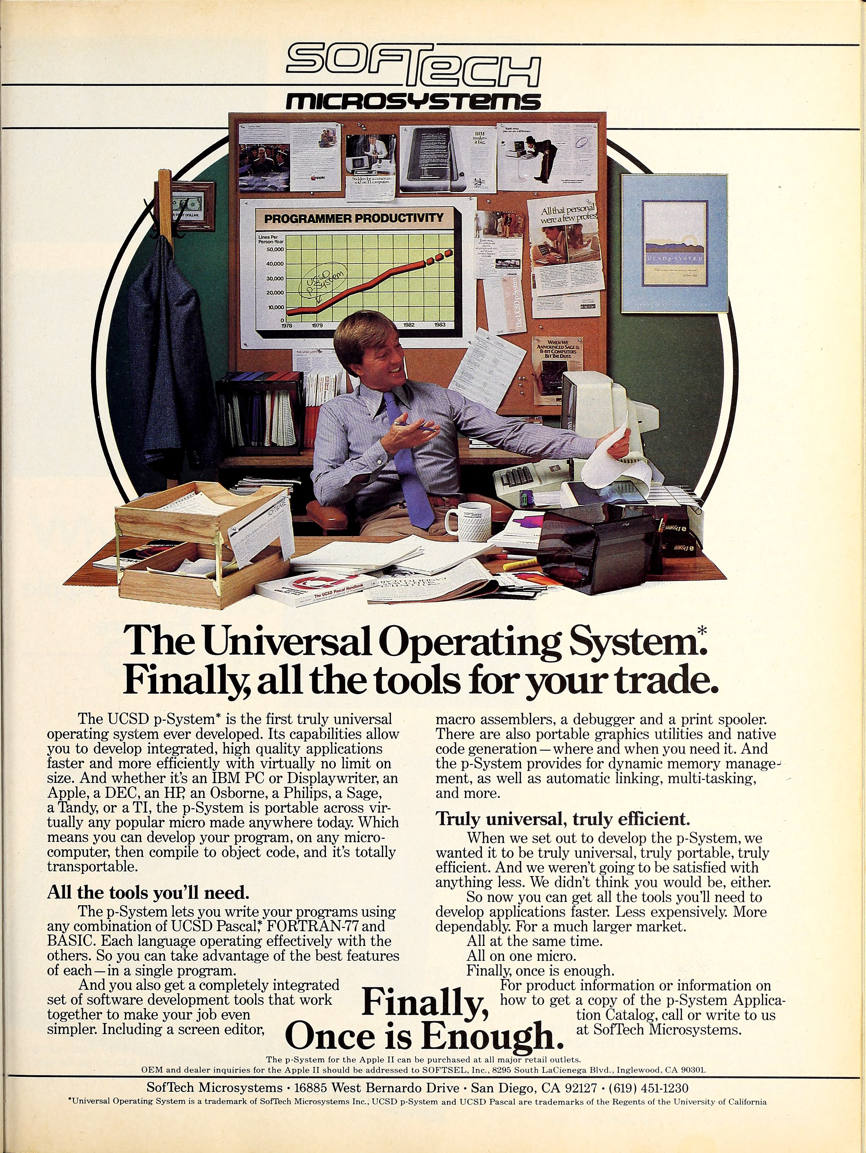 SOFTECH
MICROSYSTEMS
PROGRAMMER PRODUCTIVITY
Lines Per
Person-Year
50,000
40,000
30,000
20,000
10,000
0
1978
1979
1982
1983
UCSD
p-SYSTEM
IBM
All that personal
UCSD p-SYSTEM
WHEN WE
ANNOUNCED SAGE II,
BIT THE DUST.
The UCSD Pascal Handbook
The Universal Operating System.*
Finally, all the tools for your trade.
The UCSD p-System* is the first truly universal
operating system ever developed. Its capabilities allow
you to develop integrated, high quality applications
faster and more efficiently with virtually no limit on
size. And whether it's an IBM PC or Displaywriter, an
Apple, a DEC, an HP, an Osborne, a Philips, a Sage,
a Tandy, or a TI, the p-System is portable across vir-
tually any popular micro made anywhere today. Which
means you can develop your program, on any micro-
computer, then compile to object code, and it's totally
transportable.
All the tools you'll need.
The p-System lets you write your programs using
any combination of UCSD Pascal,* FORTRAN-77 and
BASIC. Each language operating effectively with the
others. So you can take advantage of the best features
of each—in a single program.
And you also get a completely integrated
set of software development tools that work
together to make your job even
simpler. Including a screen editor,
macro assemblers, a debugger and a print spooler.
There are also portable graphics utilities and native
code generation—where and when you need it. And
the p-System provides for dynamic memory manage-
ment, as well as automatic linking, multi-tasking,
and more.
Truly universal, truly efficient.
When we set out to develop the p-System, we
wanted it to be truly universal, truly portable, truly
efficient. And we weren't going to be satisfied with
anything less. We didn't think you would be, either.
So now you can get all the tools you'll need to
develop applications faster. Less expensively. More
dependably. For a much larger market.
All at the same time.
All on one micro.
Finally, once is enough.
For product information or information on
how to get a copy of the p-System Applica-
tion Catalog, call or write to us
at SofTech Microsystems.
Finally,
Once is Enough.
The p-System for the Apple II can be purchased at all major retail outlets.
OEM and dealer inquiries for the Apple II should be addressed to SOFTSEL, Inc., 8295 South LaCienega Blvd., Inglewood, CA 90301.
SofTech Microsystems · 16885 West Bernardo Drive · San Diego, CA 92127 · (619) 451-1230
*Universal Operating System is a trademark of SofTech Microsystems Inc., UCSD p-System and UCSD Pascal are trademarks of the Regents of the University of California